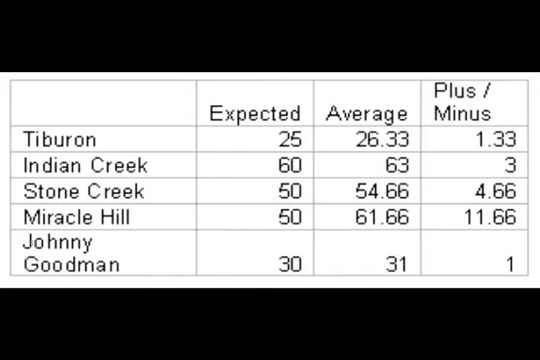 Expected Average Plus / Minus
Tiburon 25 26.33 1.33
Indian Creek 60 63 3
Stone Creek 50 54.66 4.66
Miracle Hill 50 61.66 11.66
Johnny
Goodman 30 31 1